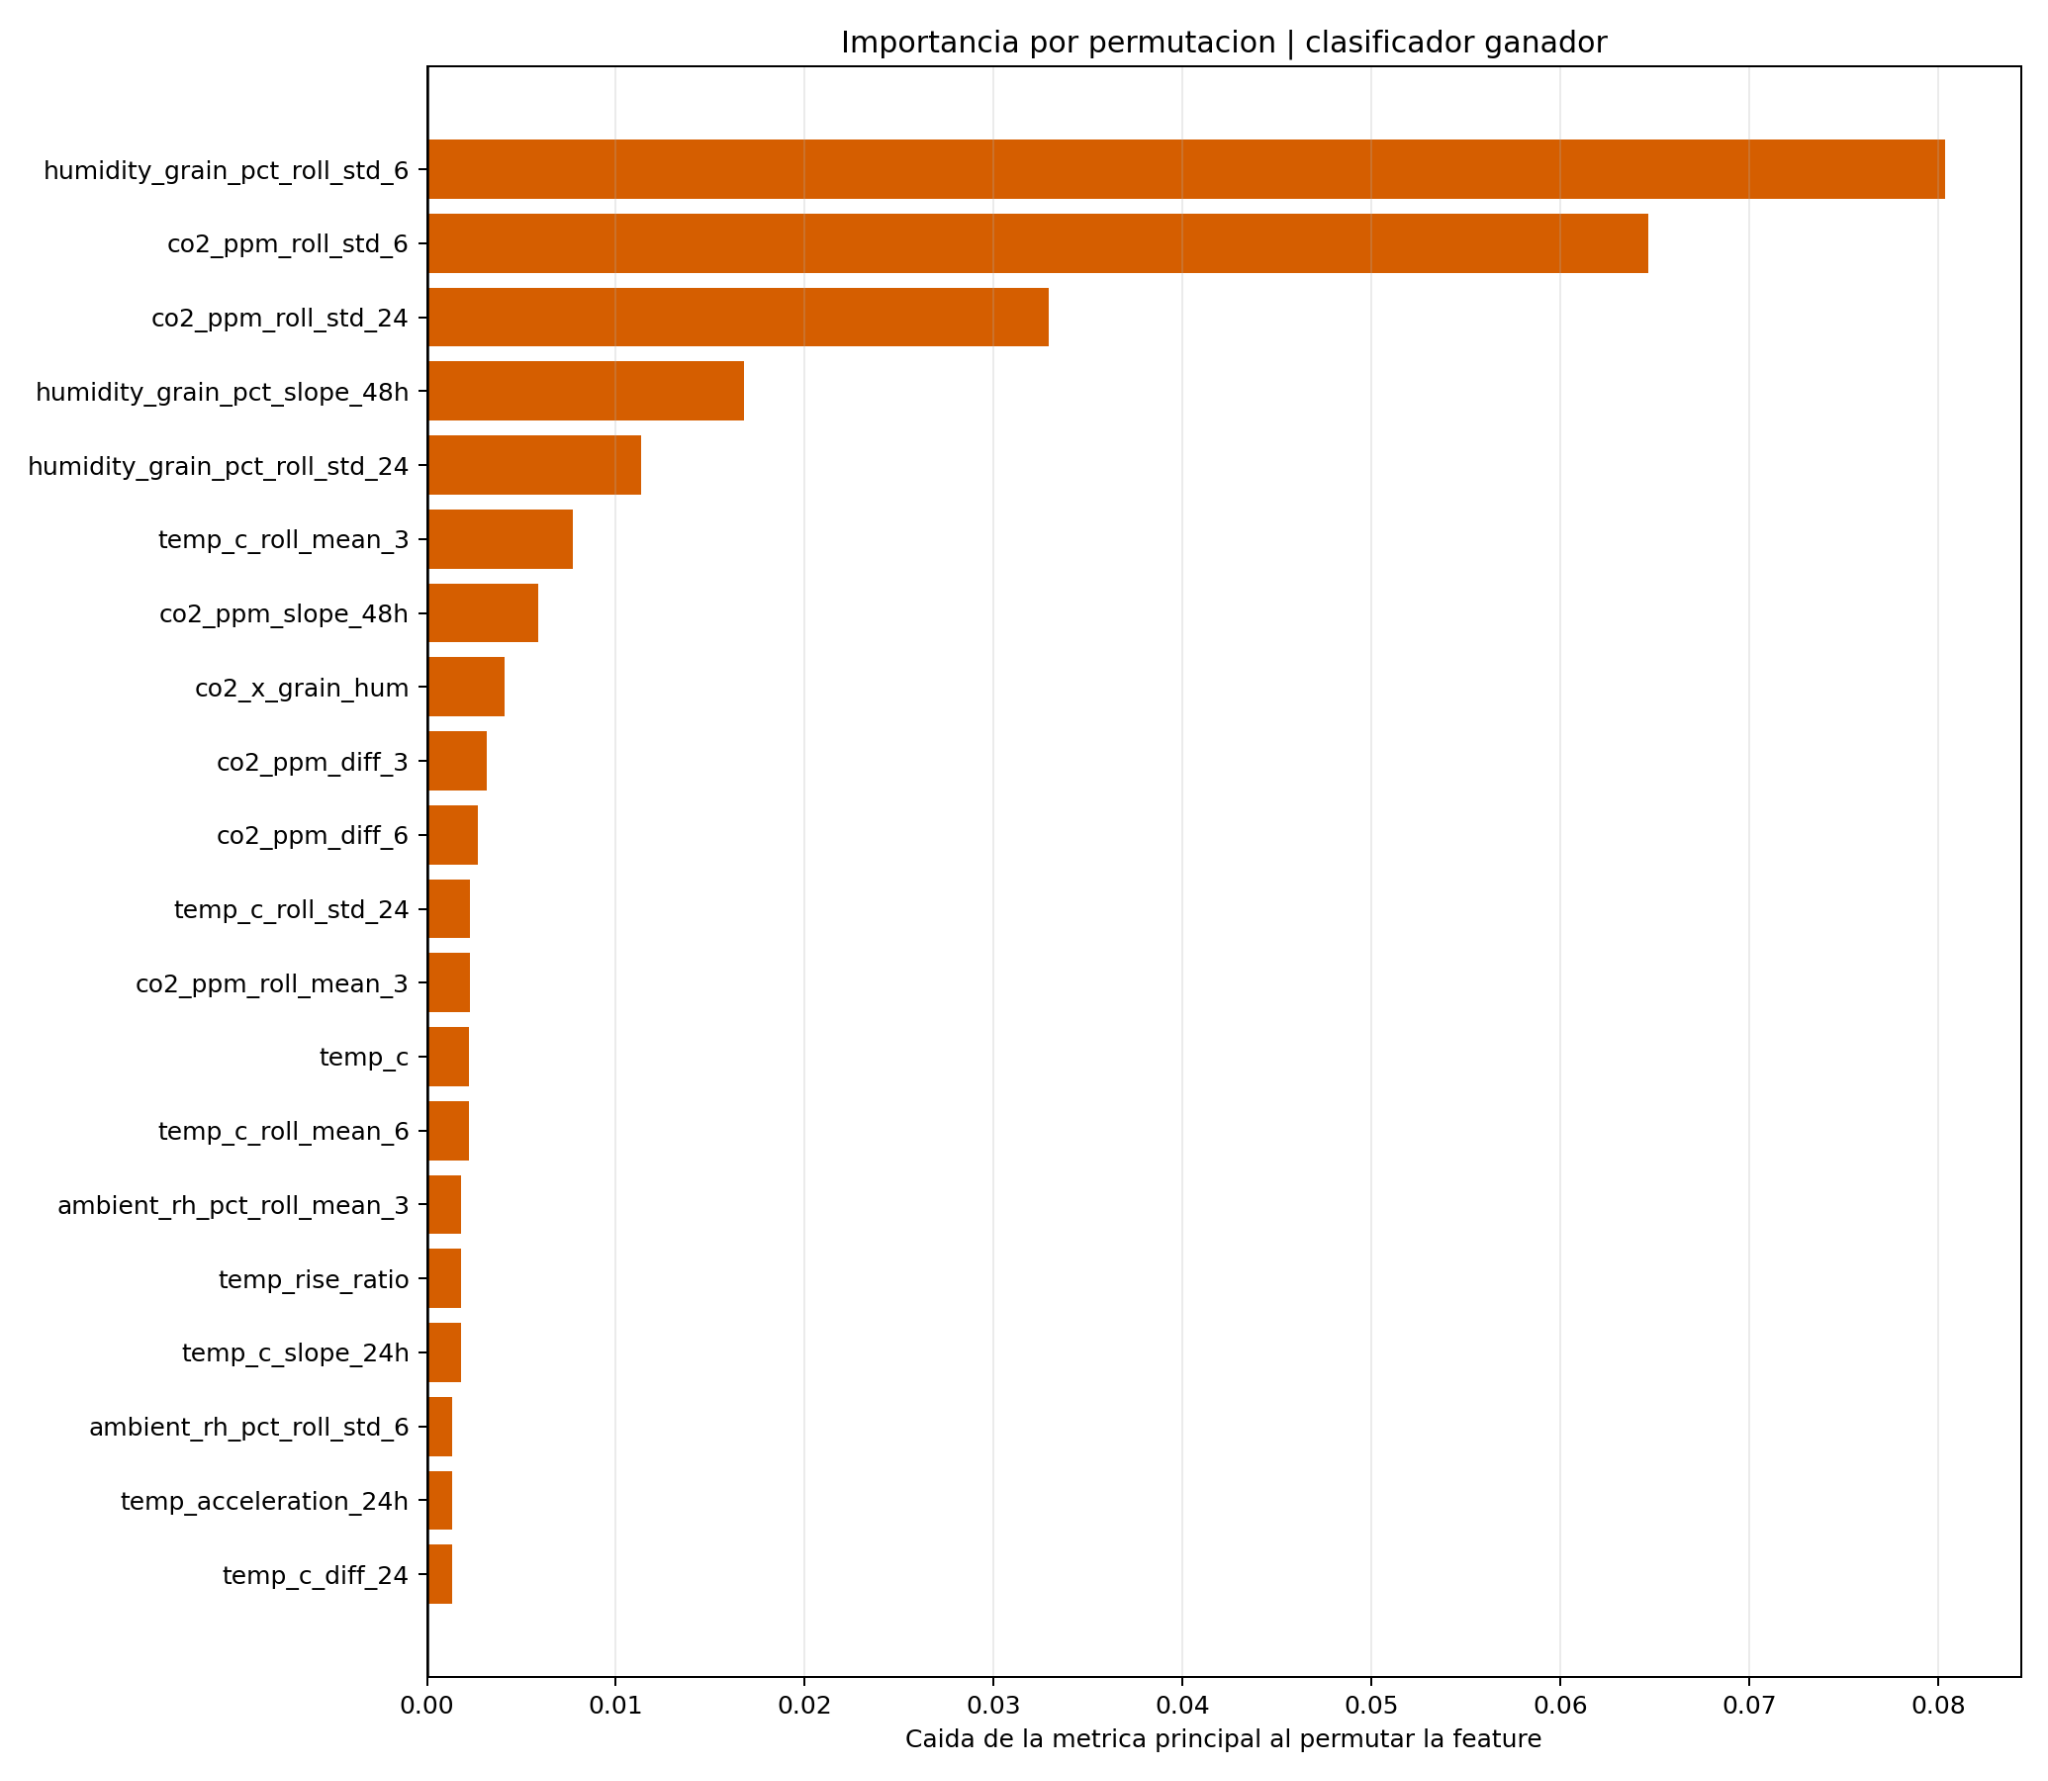 Importancia por permutacion | clasificador ganador
humidity_grain_pct_roll_std_6
co2_ppm_roll_std_6
co2_ppm_roll_std_24
humidity_grain_pct_slope_48h
humidity_grain_pct_roll_std_24
temp_c_roll_mean_3
co2_ppm_slope_48h
co2_x_grain_hum
co2_ppm_diff_3
co2_ppm_diff_6
temp_c_roll_std_24
co2_ppm_roll_mean_3
temp_c
temp_c_roll_mean_6
ambient_rh_pct_roll_mean_3
temp_rise_ratio
temp_c_slope_24h
ambient_rh_pct_roll_std_6
temp_acceleration_24h
temp_c_diff_24
0.00 0.01 0.02 0.03 0.04 0.05 0.06 0.07 0.08
Caida de la metrica principal al permutar la feature